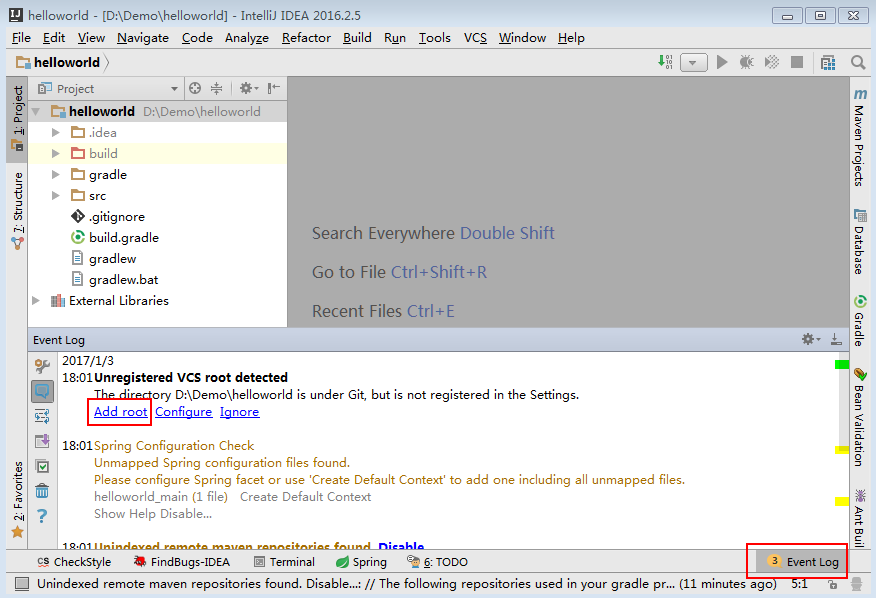 helloworld - [D:\Demo\helloworld] - IntelliJ IDEA 2016.2.5
File Edit View Navigate Code Analyze Refactor Build Run Tools VCS Window Help
helloworld
1: Project
7: Structure
2: Favorites
Project
helloworld D:\Demo\helloworld
.idea
build
gradle
src
.gitignore
build.gradle
gradlew
gradlew.bat
External Libraries
Search Everywhere Double Shift
Go to File Ctrl+Shift+R
Recent Files Ctrl+E
Maven Projects
Database
Gradle
Bean Validation
Ant Buil
Event Log
2017/1/3
18:01 Unregistered VCS root detected
The directory D:\Demo\helloworld is under Git, but is not registered in the Settings.
Add root Configure Ignore
18:01 Spring Configuration Check
Unmapped Spring configuration files found.
Please configure Spring facet or use 'Create Default Context' to add one including all unmapped files.
helloworld_main (1 file) Create Default Context
Show Help Disable...
18:01 Unindexed remote maven repositories found. Disable...
CheckStyle FindBugs-IDEA Terminal Spring 6: TODO 3 Event Log
Unindexed remote maven repositories found. Disable...: // The following repositories used in your gradle pr... (11 minutes ago) 5:1